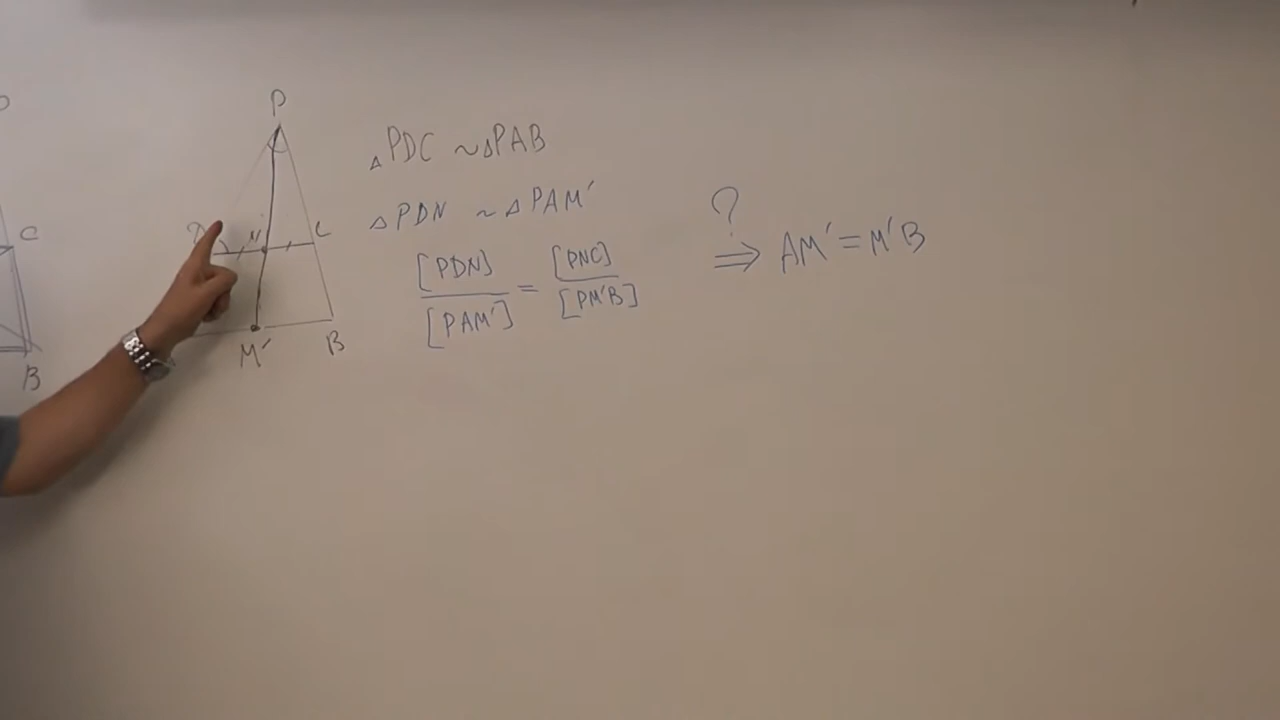 P
C
D
N
C
M'
B
B
△PDC ~ △PAB
△PDN ~ △PAM'
[PDN] / [PAM'] = [PNC] / [PM'B]
?
⇒ AM' = M'B